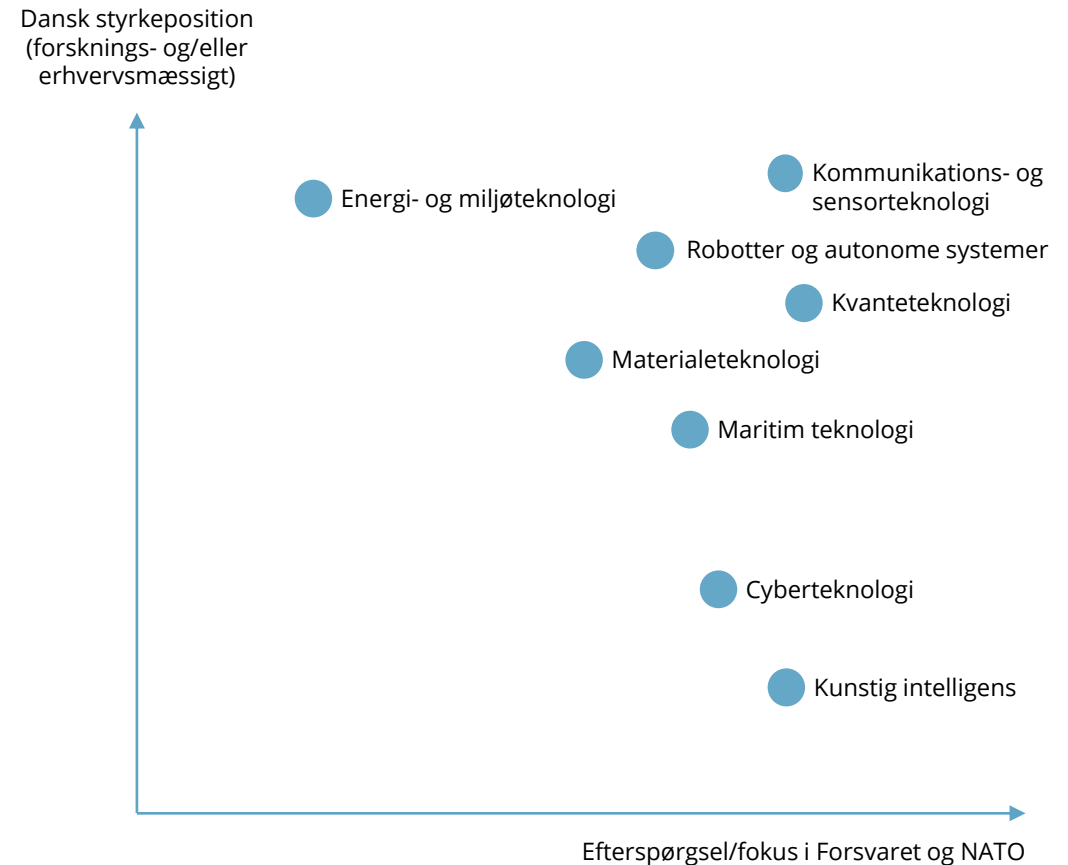 Dansk styrkeposition
(forsknings- og/eller
erhvervsmæssigt)
Kommunikations- og
sensorteknologi
Energi- og miljøteknologi
Robotter og autonome systemer
Kvanteteknologi
Materialeteknologi
Maritim teknologi
Cyberteknologi
Kunstig intelligens
Efterspørgsel/fokus i Forsvaret og NATO